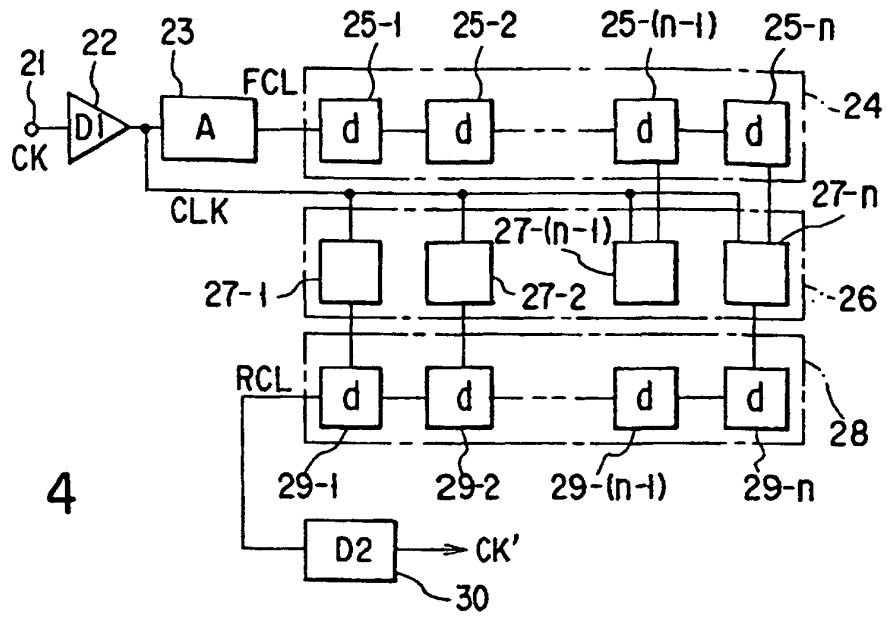 21
22
23
25-1
25-2
25-(n-1)
25-n
FCL
24
CK
D1
A
d
d
d
d
CLK
27-(n-1)
27-n
27-1
27-2
26
RCL
d
d
d
d
28
29-1
29-2
29-(n-1)
29-n
4
D2
CK'
30